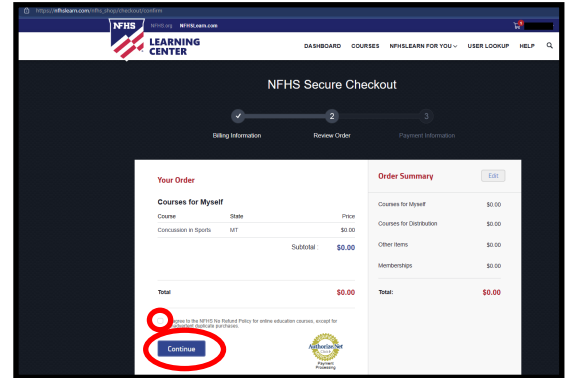 https://nfhslearn.com/nfhs_shop/checkout/confirm
NFHS NFHS.org NFHSLearn.com
LEARNING
CENTER
DASHBOARD COURSES NFHSLEARN FOR YOU USER LOOKUP HELP
NFHS Secure Checkout
2 3
Billing Information Review Order Payment Information
Your Order
Courses for Myself
Course State Price
Concussion in Sports MT $0.00
Subtotal : $0.00
Total $0.00
agree to the NFHS No Refund Policy for online education courses, except for
inadvertent duplicate purchases
Continue
Authorize.Net
Payment
Processing
Order Summary Edit
Courses for Myself $0.00
Courses for Distribution $0.00
Other Items $0.00
Memberships $0.00
Total: $0.00